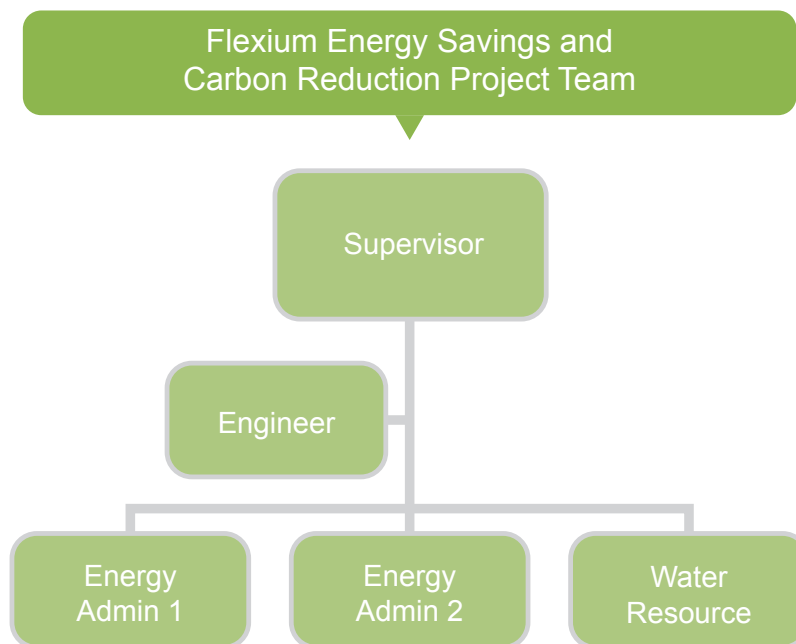 Flexium Energy Savings and
Carbon Reduction Project Team
Supervisor
Engineer
Energy
Admin 1
Energy
Admin 2
Water
Resource